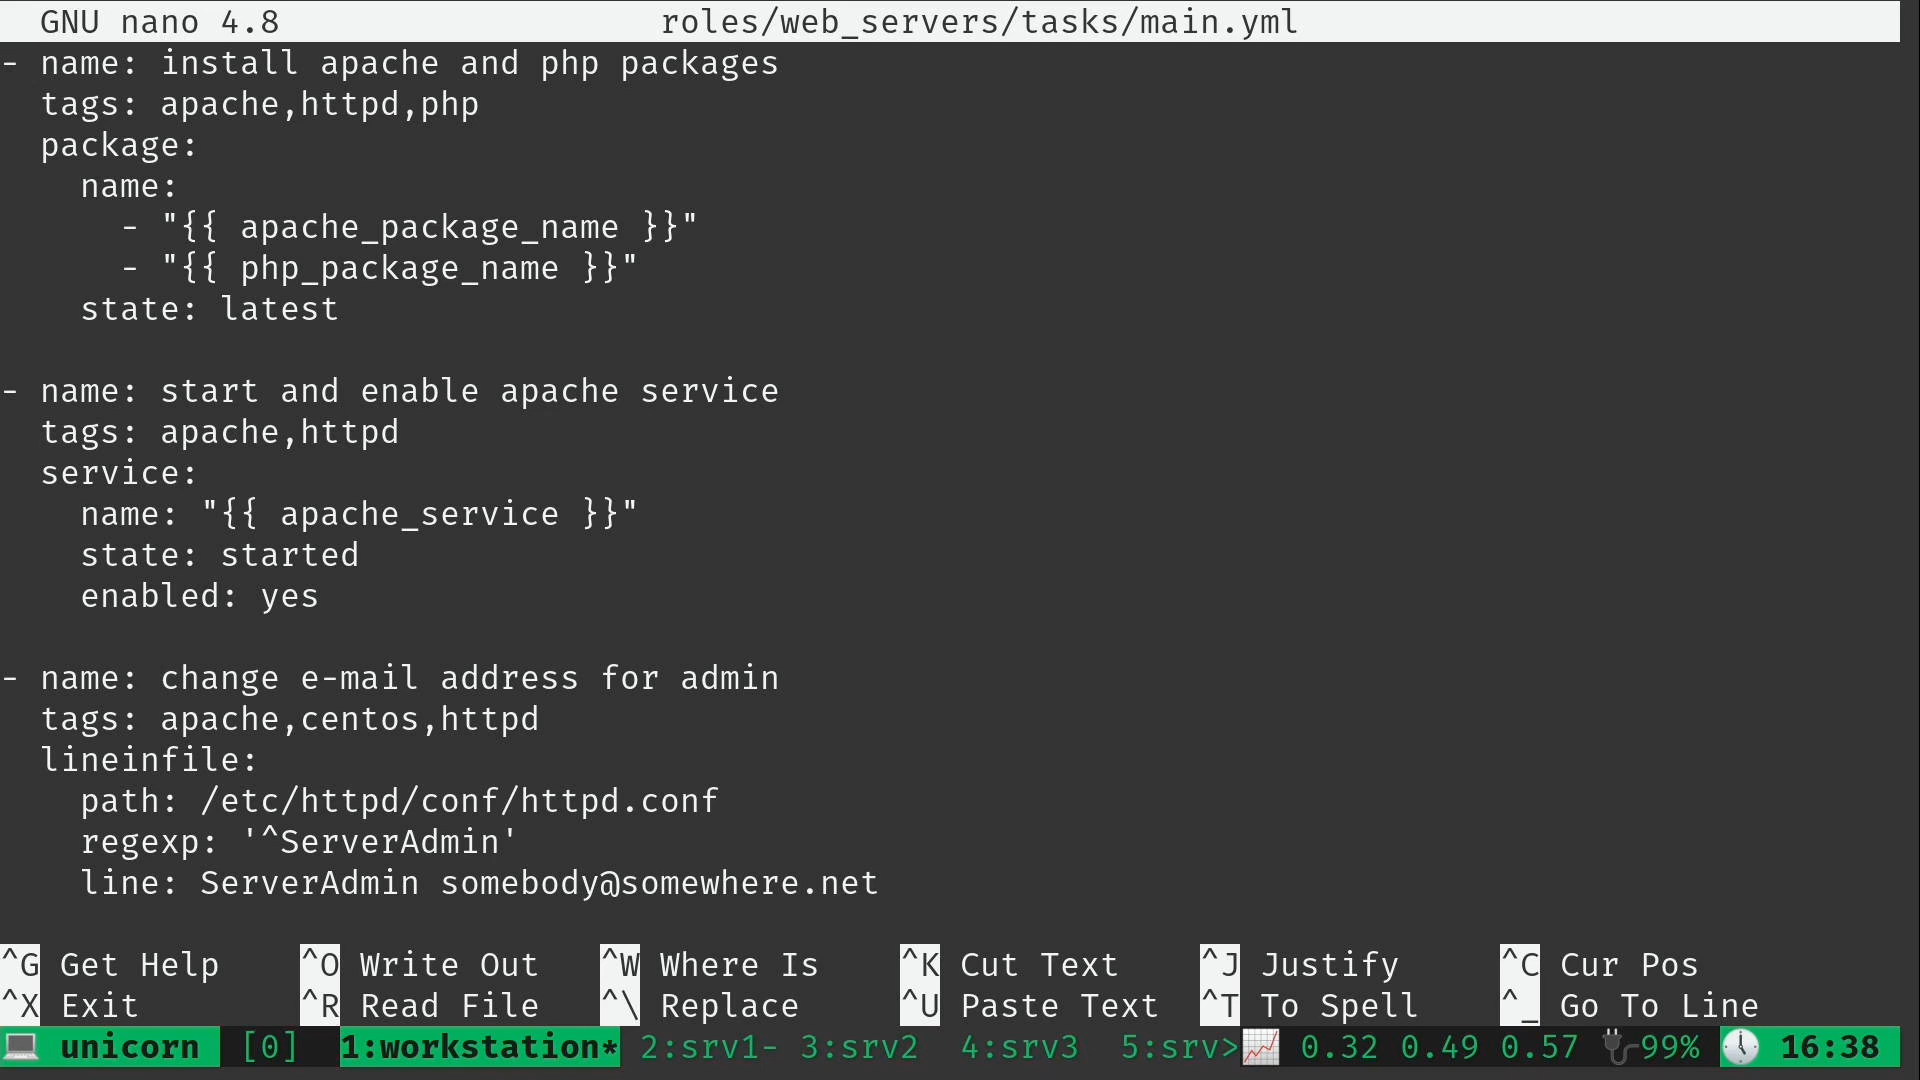 GNU nano 4.8 roles/web_servers/tasks/main.yml
- name: install apache and php packages
  tags: apache,httpd,php
  package:
    name:
      - "{{ apache_package_name }}"
      - "{{ php_package_name }}"
    state: latest

- name: start and enable apache service
  tags: apache,httpd
  service:
    name: "{{ apache_service }}"
    state: started
    enabled: yes

- name: change e-mail address for admin
  tags: apache,centos,httpd
  lineinfile:
    path: /etc/httpd/conf/httpd.conf
    regexp: '^ServerAdmin'
    line: ServerAdmin somebody@somewhere.net

^G Get Help ^O Write Out ^W Where Is ^K Cut Text ^J Justify ^C Cur Pos
^X Exit ^R Read File ^\ Replace ^U Paste Text ^T To Spell ^_ Go To Line
unicorn [0] 1:workstation* 2:srv1- 3:srv2 4:srv3 5:srv> 0.32 0.49 0.57 99% 16:38